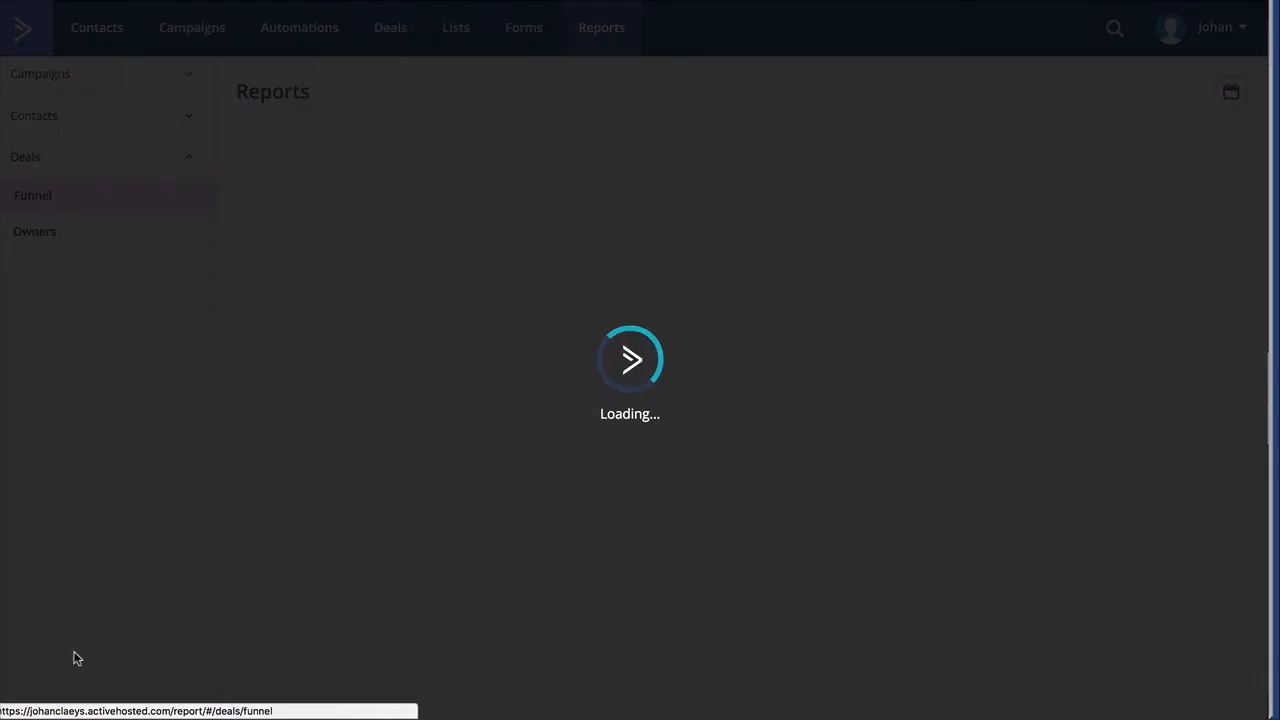 Contacts Campaigns Automations Deals Lists Forms Reports Johan
Campaigns
Contacts
Deals
Funnel
Owners
Reports
Loading...
https://johanclaeys.activehosted.com/report/#/deals/funnel